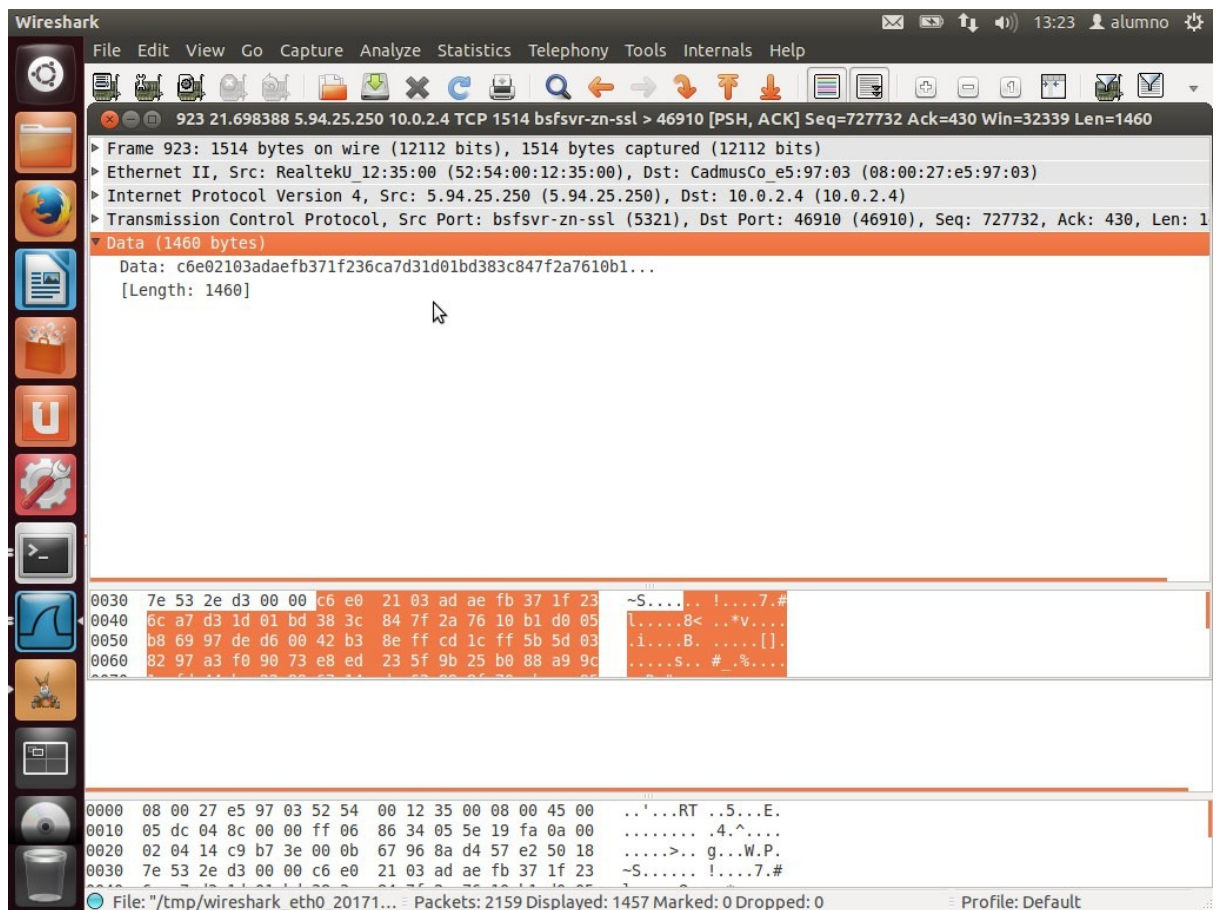 Wireshark
13:23 alumno
File Edit View Go Capture Analyze Statistics Telephony Tools Internals Help
923 21.698388 5.94.25.250 10.0.2.4 TCP 1514 bsfsvr-zn-ssl > 46910 [PSH, ACK] Seq=727732 Ack=430 Win=32339 Len=1460
Frame 923: 1514 bytes on wire (12112 bits), 1514 bytes captured (12112 bits)
Ethernet II, Src: RealtekU_12:35:00 (52:54:00:12:35:00), Dst: CadmusCo_e5:97:03 (08:00:27:e5:97:03)
Internet Protocol Version 4, Src: 5.94.25.250 (5.94.25.250), Dst: 10.0.2.4 (10.0.2.4)
Transmission Control Protocol, Src Port: bsfsvr-zn-ssl (5321), Dst Port: 46910 (46910), Seq: 727732, Ack: 430, Len: 1
Data (1460 bytes)
Data: c6e02103adaefb371f236ca7d31d01bd383c847f2a7610b1...
[Length: 1460]
0030 7e 53 2e d3 00 00 c6 e0 21 03 ad ae fb 37 1f 23 ~S...... !....7.#
0040 6c a7 d3 1d 01 bd 38 3c 84 7f 2a 76 10 b1 d0 05 l.....8< ..*v....
0050 b8 69 97 de d6 00 42 b3 8e ff cd 1c ff 5b 5d 03 .i....B. .....[].
0060 82 97 a3 f0 90 73 e8 ed 23 5f 9b 25 b0 88 a9 9c .....s.. #_.%....
0000 08 00 27 e5 97 03 52 54 00 12 35 00 08 00 45 00 ..'...RT ..5...E.
0010 05 dc 04 8c 00 00 ff 06 86 34 05 5e 19 fa 0a 00 ........ .4.^....
0020 02 04 14 c9 b7 3e 00 0b 67 96 8a d4 57 e2 50 18 .....>.. g...W.P.
0030 7e 53 2e d3 00 00 c6 e0 21 03 ad ae fb 37 1f 23 ~S...... !....7.#
File: "/tmp/wireshark_eth0_20171... Packets: 2159 Displayed: 1457 Marked: 0 Dropped: 0 Profile: Default